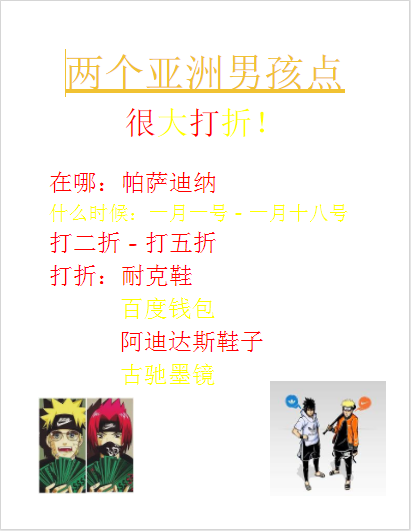 两个亚洲男孩点
很大打折！
在哪：帕萨迪纳
什么时候：一月一号 - 一月十八号
打二折 - 打五折
打折：耐克鞋
百度钱包
阿迪达斯鞋子
古驰墨镜